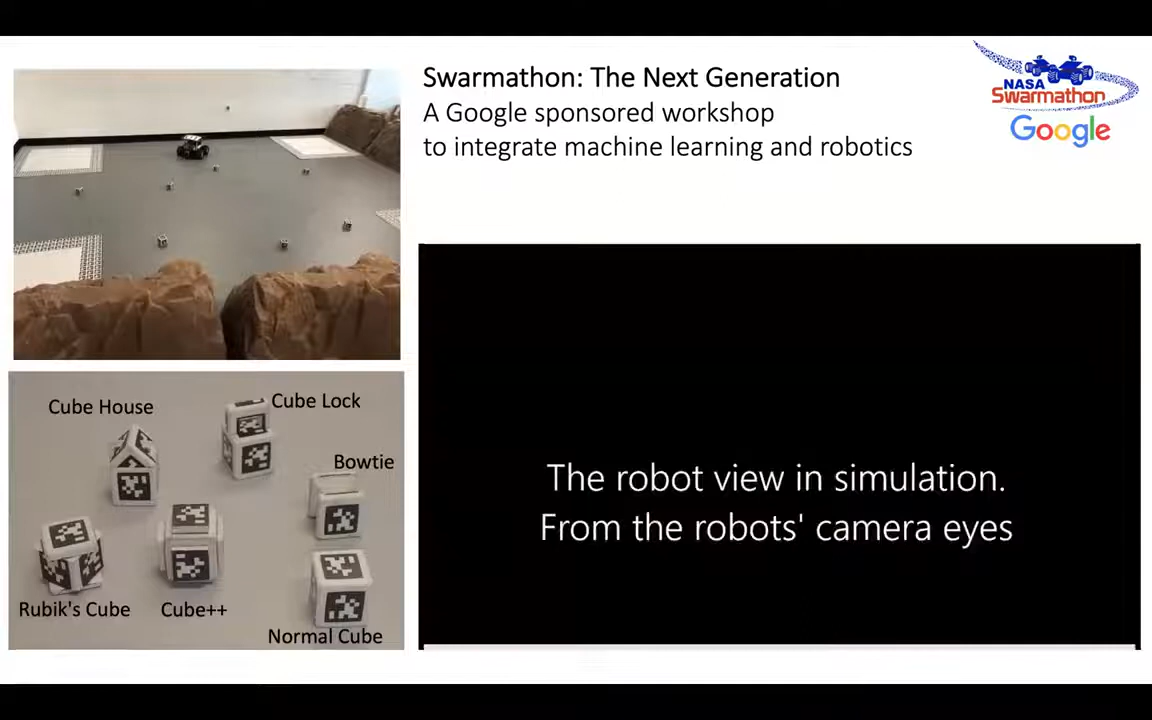 Swarmathon: The Next Generation
A Google sponsored workshop
to integrate machine learning and robotics
NASA
Swarmathon
Google
Cube House
Cube Lock
Bowtie
Rubik's Cube
Cube++
Normal Cube
The robot view in simulation.
From the robots' camera eyes